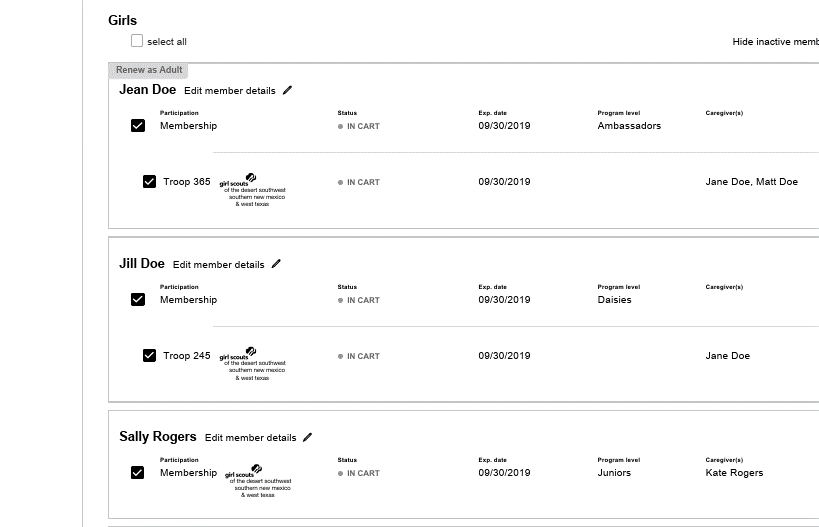 Girls
select all
Hide inactive memb
Renew as Adult
Jean Doe Edit member details
Participation Status Exp. date Program level Caregiver(s)
Membership IN CART 09/30/2019 Ambassadors
Troop 365 girl scouts IN CART 09/30/2019 Jane Doe, Matt Doe
of the desert southwest
southern new mexico
& west texas
Jill Doe Edit member details
Participation Status Exp. date Program level Caregiver(s)
Membership IN CART 09/30/2019 Daisies
Troop 245 girl scouts IN CART 09/30/2019 Jane Doe
of the desert southwest
southern new mexico
& west texas
Sally Rogers Edit member details
Participation Status Exp. date Program level Caregiver(s)
Membership girl scouts IN CART 09/30/2019 Juniors Kate Rogers
of the desert southwest
southern new mexico
& west texas